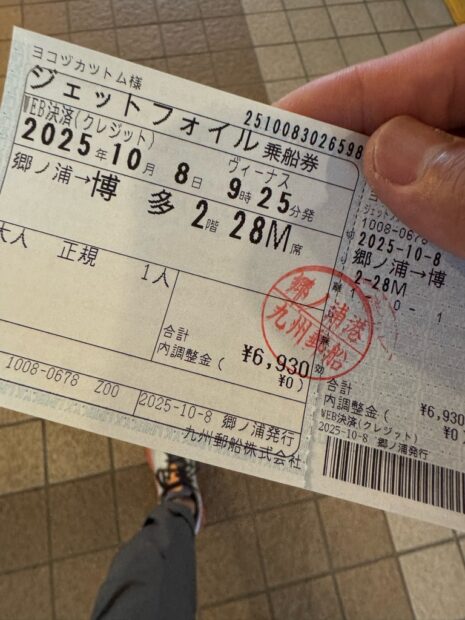 ヨコヅカツトム様
ジェットフォイル乗船券
2510083026598
WEB決済(クレジット)
ヴィーナス
2025年10月8日 9時25分発
郷ノ浦→博多 2階 28M席
大人 正規 1人
合計 ¥6,930
内調整金( ¥0)
1008-0678 Z00
2025-10-8 郷ノ浦発行
九州郵船株式会社
郷ノ浦港
九州郵船
1008-0678
2025-10-8
郷ノ浦→博
2-28M
1-0-1
合計 ¥6,930
内調整金( ¥0
WEB決済(クレジット)
2025-10-8 郷ノ浦発行